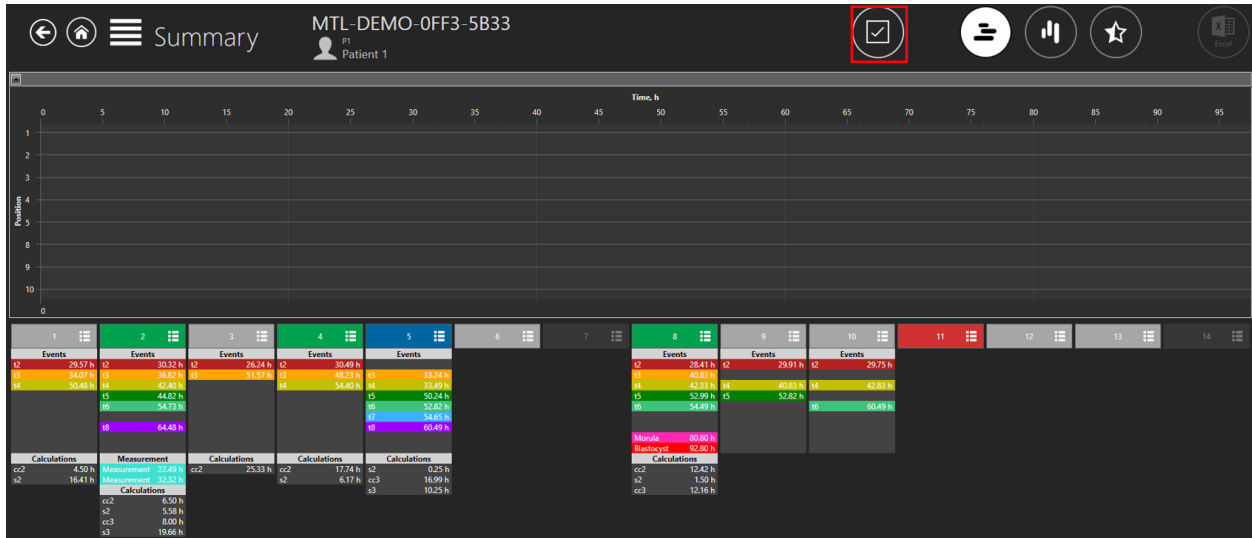 Summary
MTL-DEMO-0FF3-5B33
P1
Patient 1
Excel
Time, h
0 5 10 15 20 25 30 35 40 45 50 55 60 65 70 75 80 85 90 95
Position
1
2
3
4
5
8
9
10
0
1 2 3 4 5 6 7 8 9 10 11 12 13 14
Events Events Events Events Events Events Events Events
t2 29.57 h t2 30.32 h t2 26.24 h t2 30.49 h t2 28.41 h t2 29.91 h t2 29.75 h
t3 34.07 h t3 36.82 h t3 51.57 h t3 48.23 h t3 33.24 h t3 40.83 h
t4 50.48 h t4 42.40 h t4 54.40 h t4 33.49 h t4 42.33 h t4 40.83 h t4 42.83 h
t5 44.82 h t5 50.24 h t5 52.99 h t5 52.82 h
t6 54.73 h t6 52.82 h t6 54.49 h t6 60.49 h
t7 54.65 h
t8 64.48 h t8 60.49 h
Morula 80.80 h
Blastocyst 92.80 h
Calculations Measurement Calculations Calculations Calculations Calculations
cc2 4.50 h Measurement 22.49 h cc2 25.33 h cc2 17.74 h s2 0.25 h cc2 12.42 h
s2 16.41 h Measurement 32.32 h s2 6.17 h cc3 16.99 h s2 1.50 h
Calculations s3 10.25 h cc3 12.16 h
cc2 6.50 h
s2 5.58 h
cc3 8.00 h
s3 19.66 h